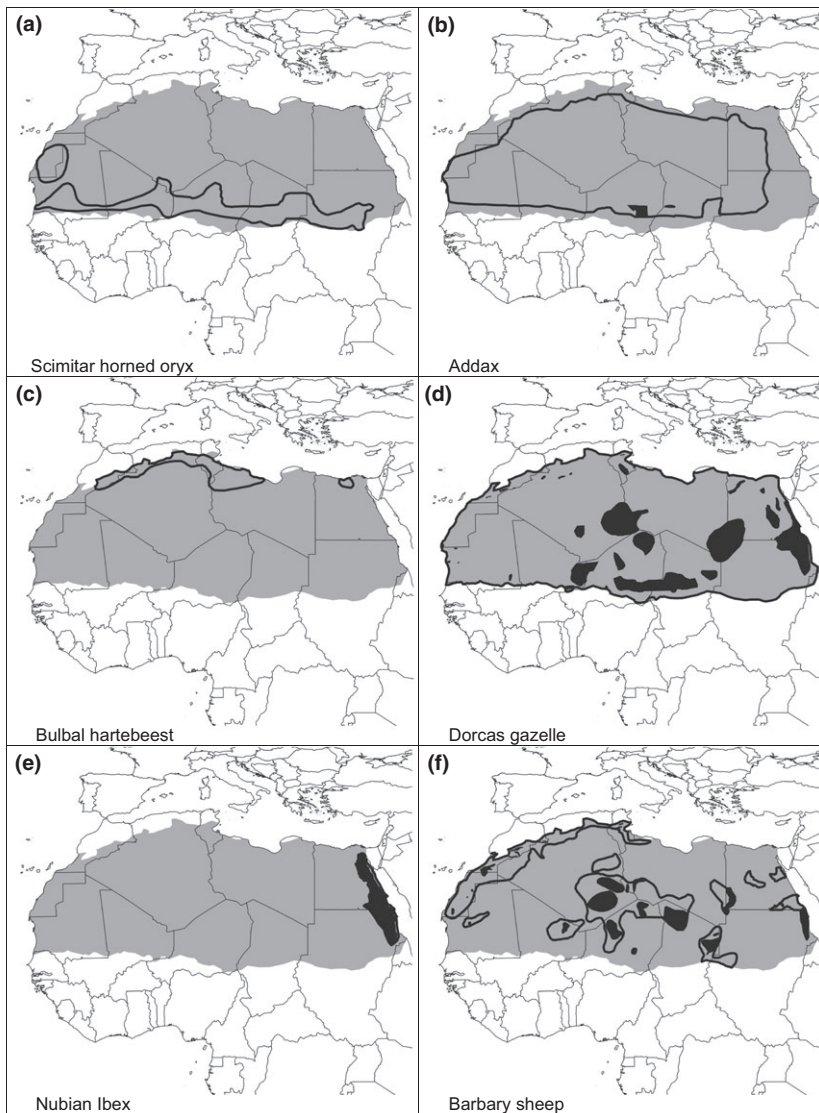 (a)
Scimitar horned oryx
(b)
Addax
(c)
Bulbal hartebeest
(d)
Dorcas gazelle
(e)
Nubian Ibex
(f)
Barbary sheep